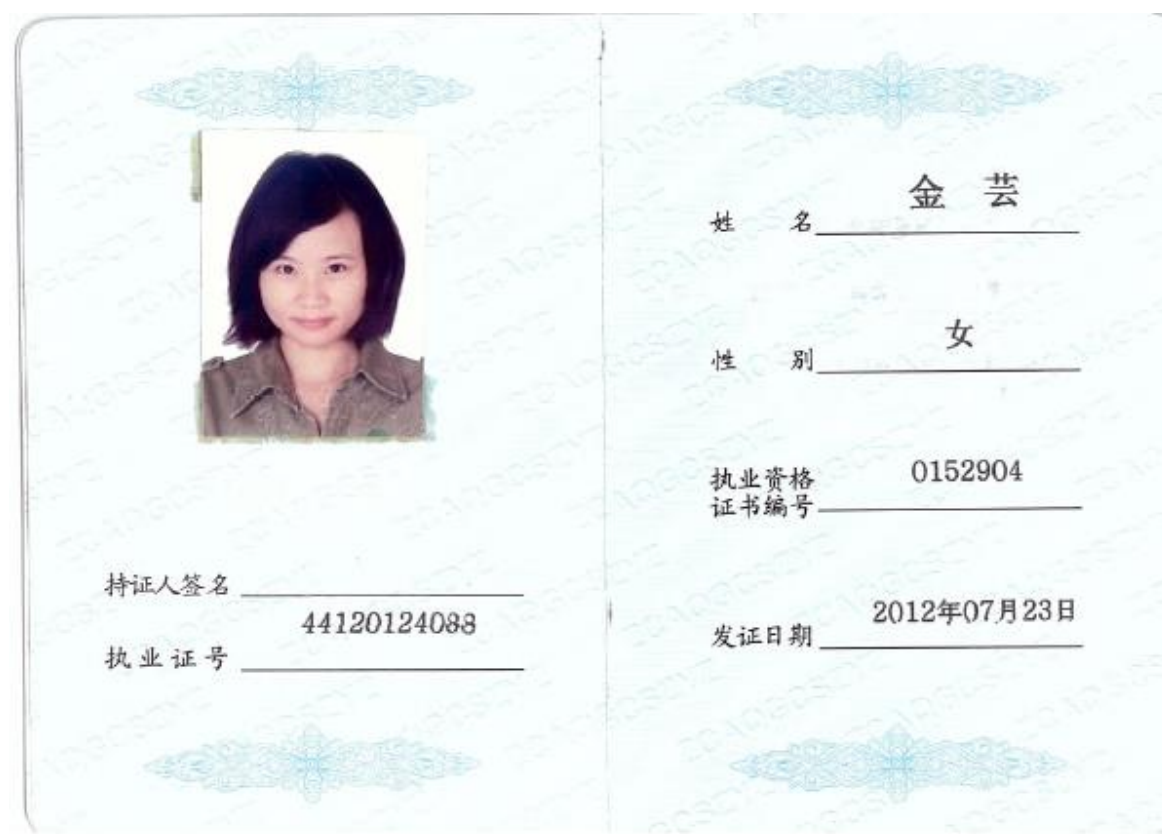 持证人签名
44120124088
执业证号
金 芸
姓 名
女
性 别
0152904
执业资格
证书编号
2012年07月23日
发证日期